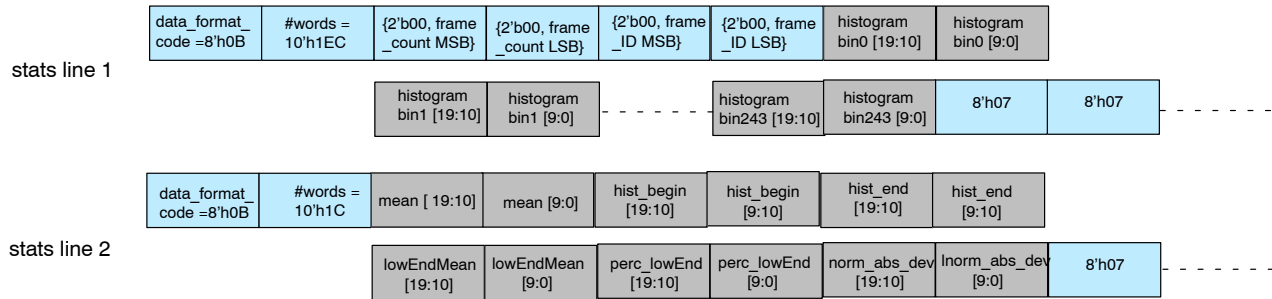 stats line 1
data_format_
code =8'h0B
#words =
10'h1EC
{2'b00, frame
_count MSB}
{2'b00, frame
_count LSB}
{2'b00, frame
_ID MSB}
{2'b00, frame
_ID LSB}
histogram
bin0 [19:10]
histogram
bin0 [9:0]
histogram
bin1 [19:10]
histogram
bin1 [9:0]
histogram
bin243 [19:10]
histogram
bin243 [9:0]
8'h07
8'h07
stats line 2
data_format_
code =8'h0B
#words =
10'h1C
mean [ 19:10]
mean [9:0]
hist_begin
[19:10]
hist_begin
[9:10]
hist_end
[19:10]
hist_end
[9:10]
lowEndMean
[19:10]
lowEndMean
[9:0]
perc_lowEnd
[19:10]
perc_lowEnd
[9:0]
norm_abs_dev
[19:10]
lnorm_abs_dev
[9:0]
8'h07